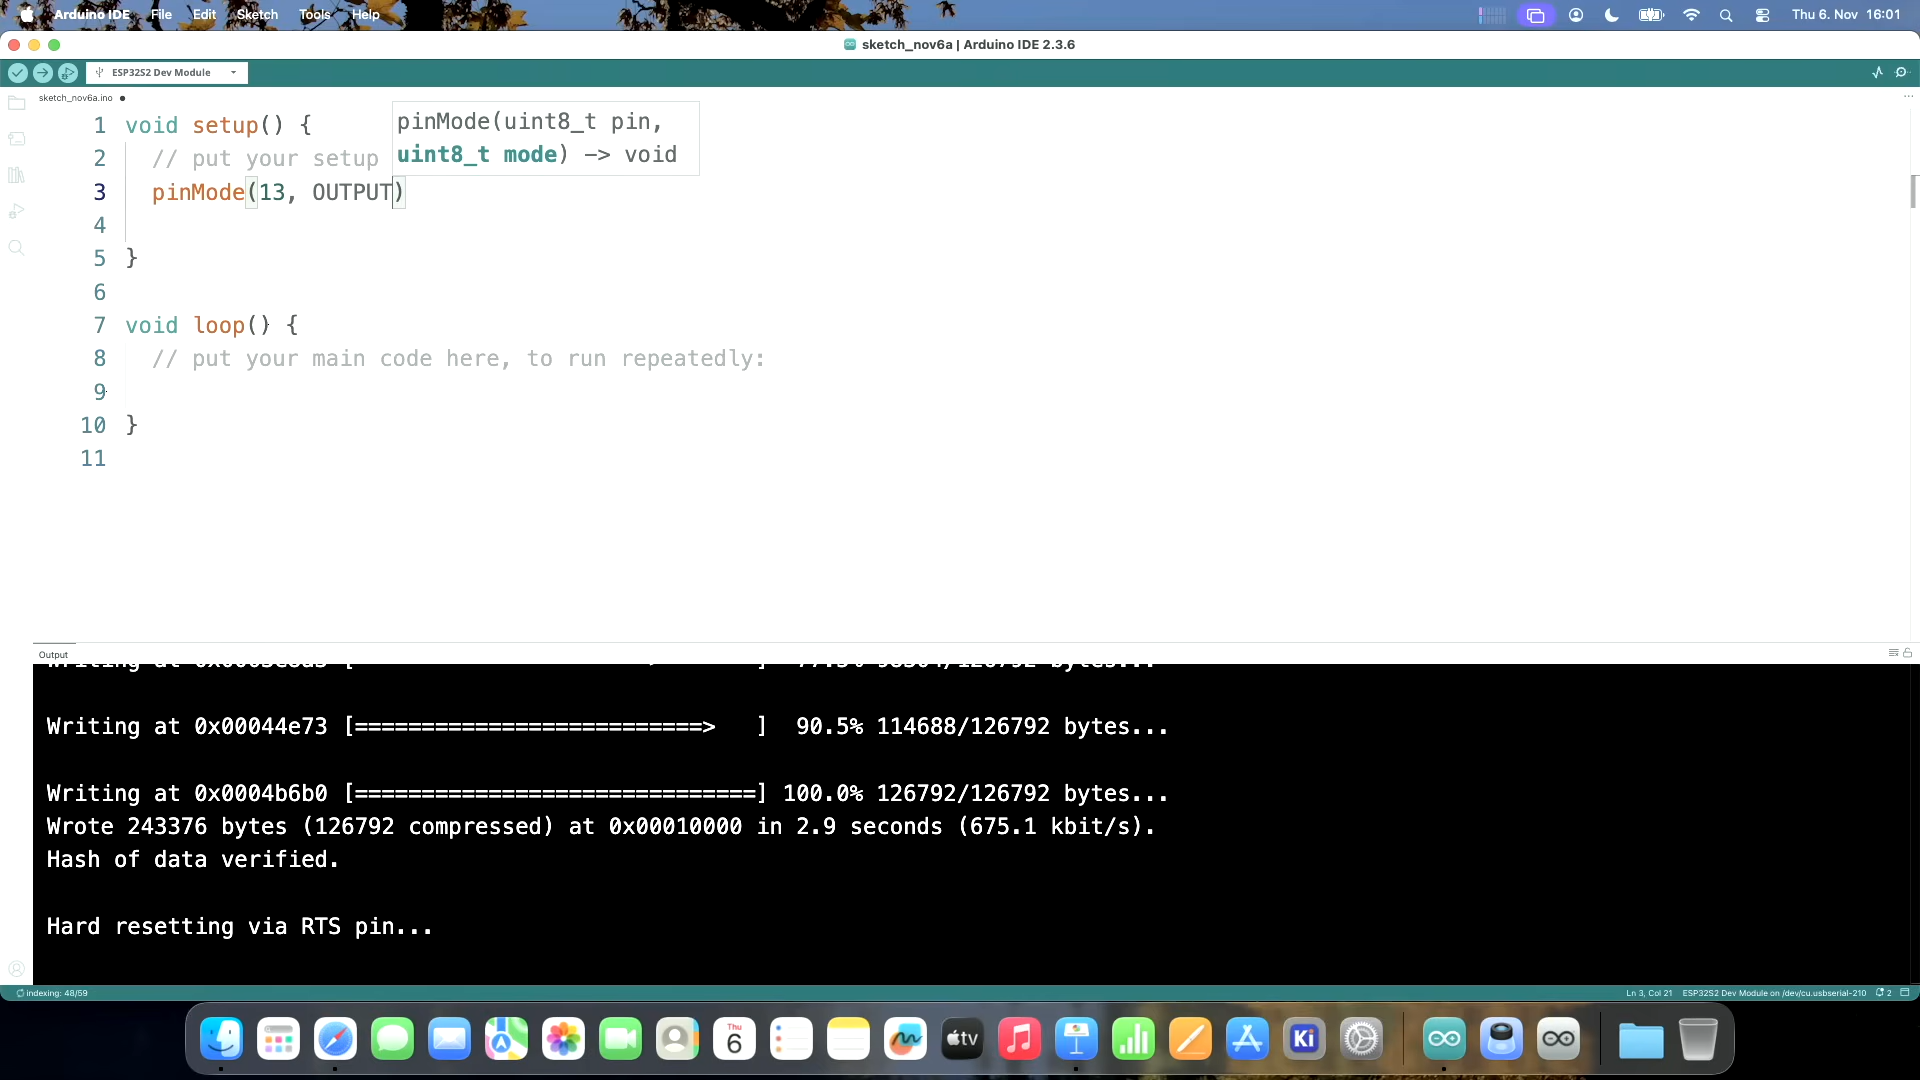 Arduino IDE File Edit Sketch Tools Help Thu 6. Nov 16:01
sketch_nov6a | Arduino IDE 2.3.6
ESP32S2 Dev Module
sketch_nov6a.ino
1 void setup() {
2 // put your setup
3 pinMode(13, OUTPUT)
pinMode(uint8_t pin,
uint8_t mode) -> void
4
5 }
6
7 void loop() {
8 // put your main code here, to run repeatedly:
9
10 }
11
Output
Writing at 0x00044e73 [==========================>   ]  90.5% 114688/126792 bytes...
Writing at 0x0004b6b0 [==============================] 100.0% 126792/126792 bytes...
Wrote 243376 bytes (126792 compressed) at 0x00010000 in 2.9 seconds (675.1 kbit/s).
Hash of data verified.
Hard resetting via RTS pin...
indexing: 48/59 Ln 3, Col 21 ESP32S2 Dev Module on /dev/cu.usbserial-210 2
Thu
6
tv
Ki